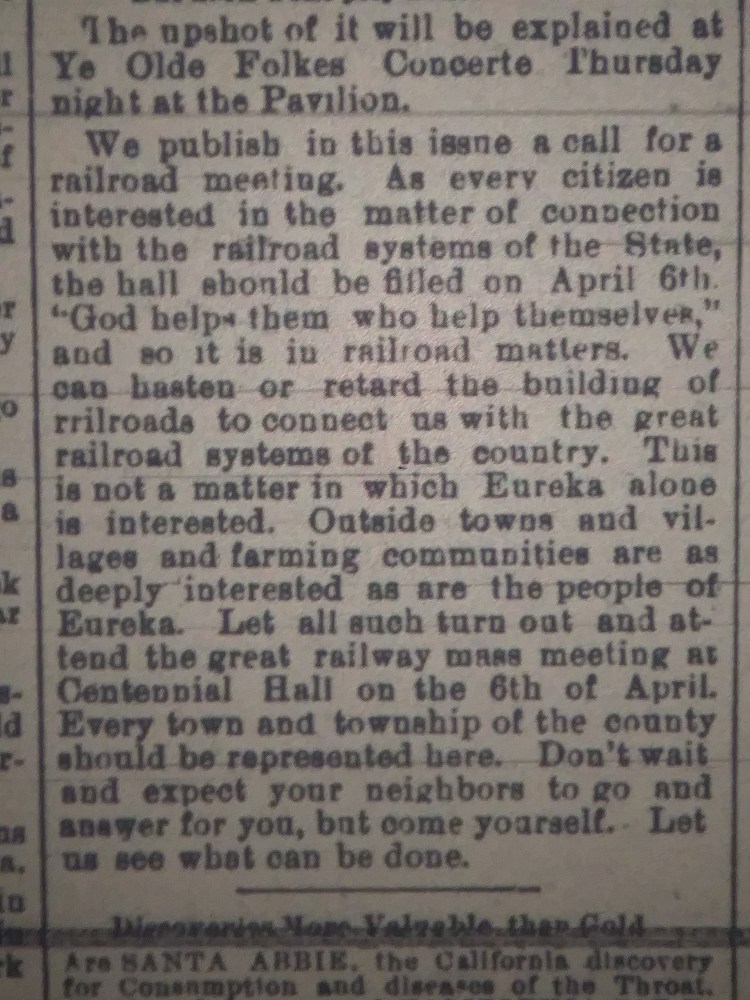 The upshot of it will be explained at
Ye Olde Folkes Concerte Thursday
night at the Pavilion.
We publish in this issne a call for a
railroad meeting. As every citizen is
interested in the matter of connection
with the railroad systems of the State,
the hall should be filled on April 6th.
"God helps them who help themselves,"
and so it is in railroad matters. We
can hasten or retard the building of
rrilroads to connect us with the great
railroad systems of the country. This
is not a matter in which Eureka alone
is interested. Outside towns and vil-
lages and farming communities are as
deeply interested as are the people of
Eureka. Let all such turn out and at-
tend the great railway mass meeting at
Centennial Hall on the 6th of April.
Every town and township of the county
should be represented here. Don't wait
and expect your neighbors to go and
answer for you, but come yourself. Let
us see what can be done.
Discoveries More Valuable than Gold
Are SANTA ABBIE, the California discovery
for Consumption and diseases of the Throat,